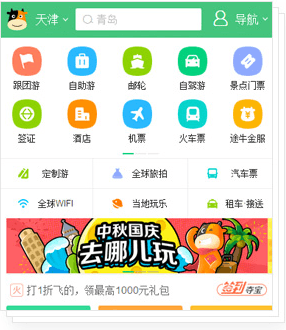 天津 青岛 导航
跟团游 自助游 邮轮 自驾游 景点门票
签证 酒店 机票 火车票 途牛金服
定制游 全球旅拍 汽车票
全球WIFI 当地玩乐 租车·接送
中秋国庆
去哪儿玩
火 打1折飞的，领最高1000元礼包 签到夺宝